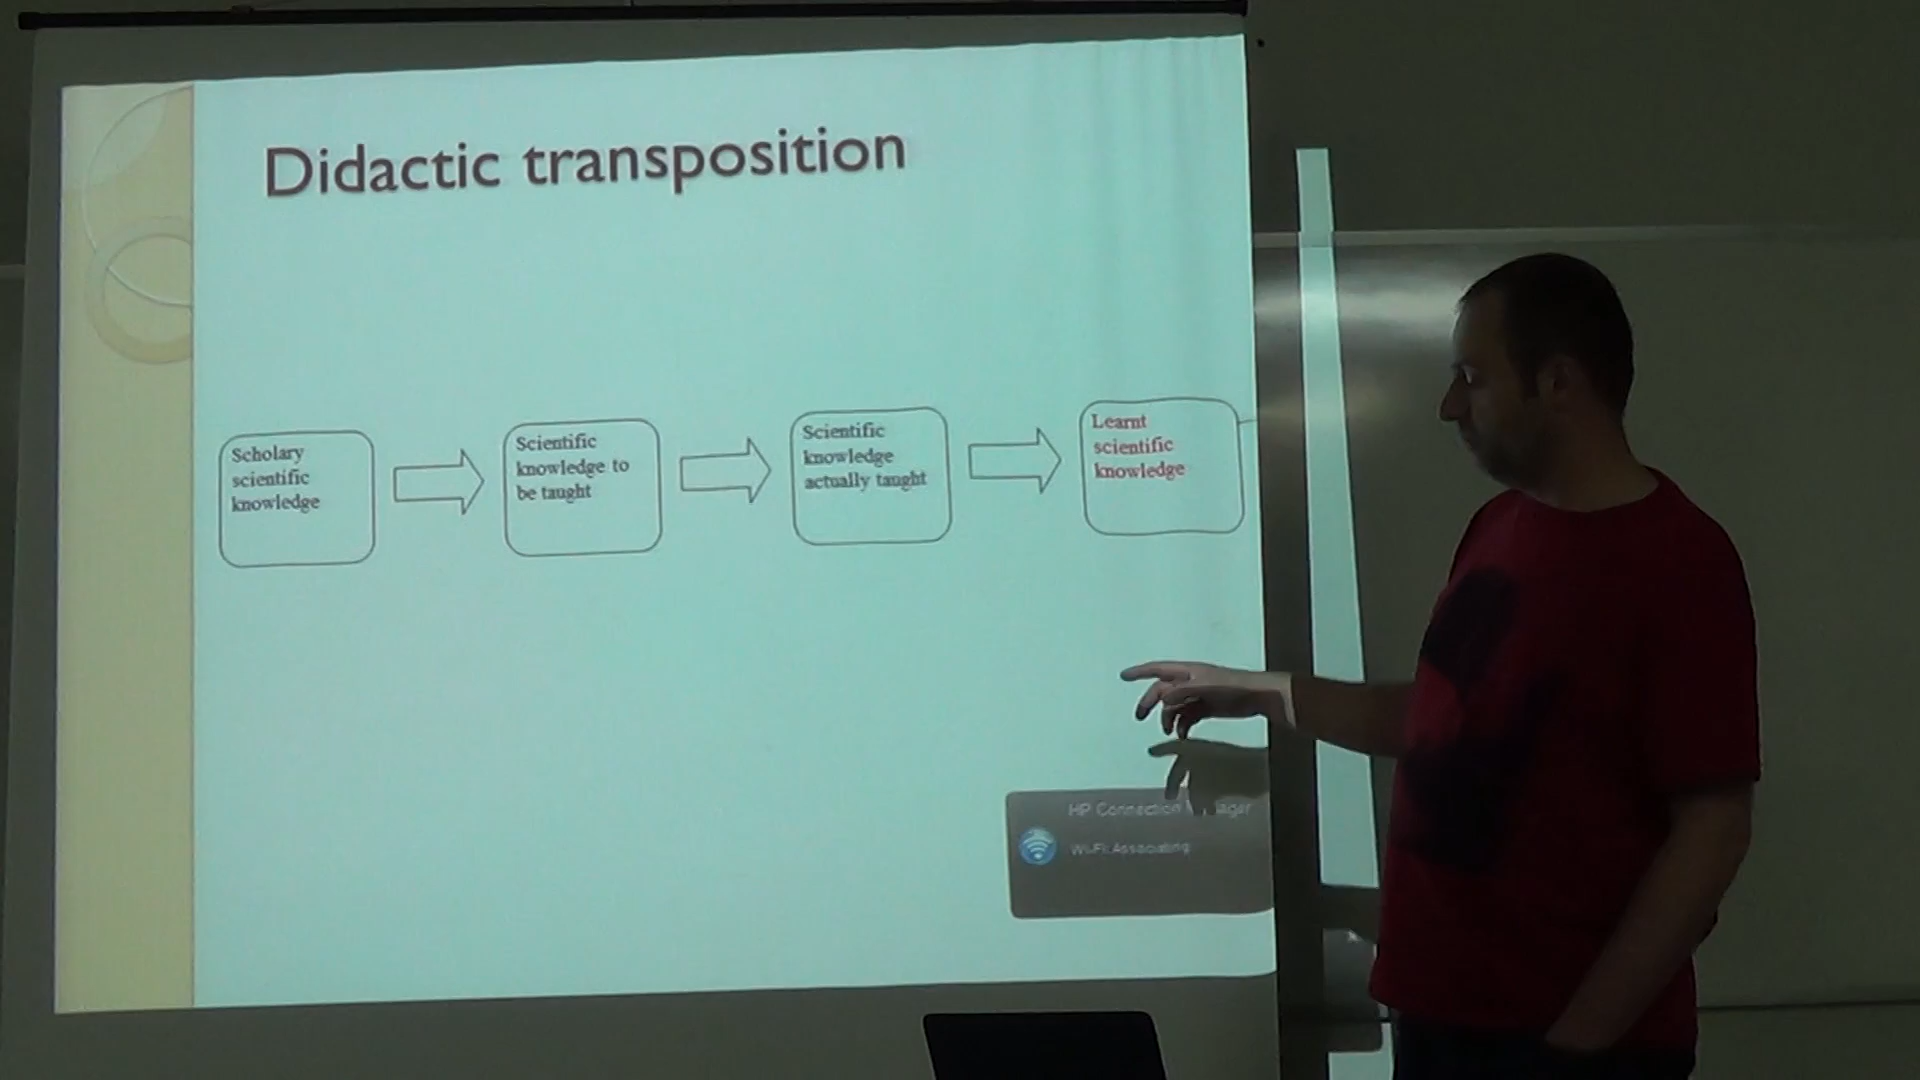 Didactic transposition
Scholary
scientific
knowledge
Scientific
knowledge to
be taught
Scientific
knowledge
actually taught
Learnt
scientific
knowledge
HP Connection
Wi-Fi: Associating